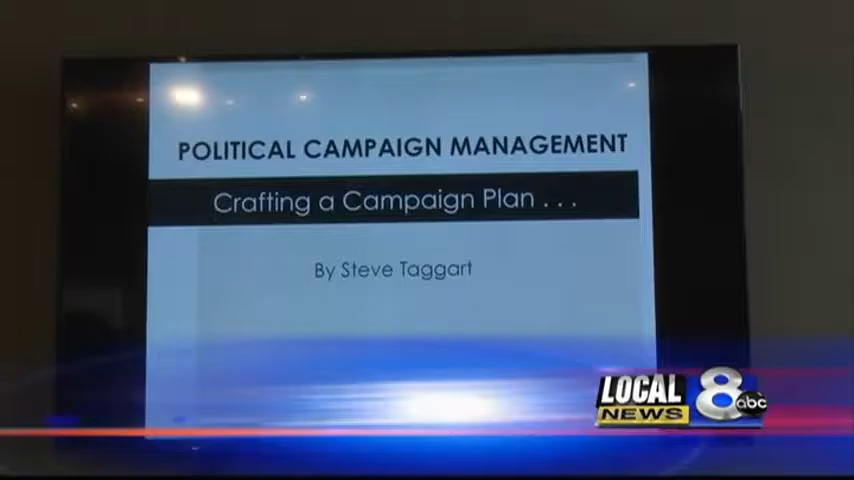 POLITICAL CAMPAIGN MANAGEMENT
Crafting a Campaign Plan . . .
By Steve Taggart
LOCAL
NEWS
8
abc